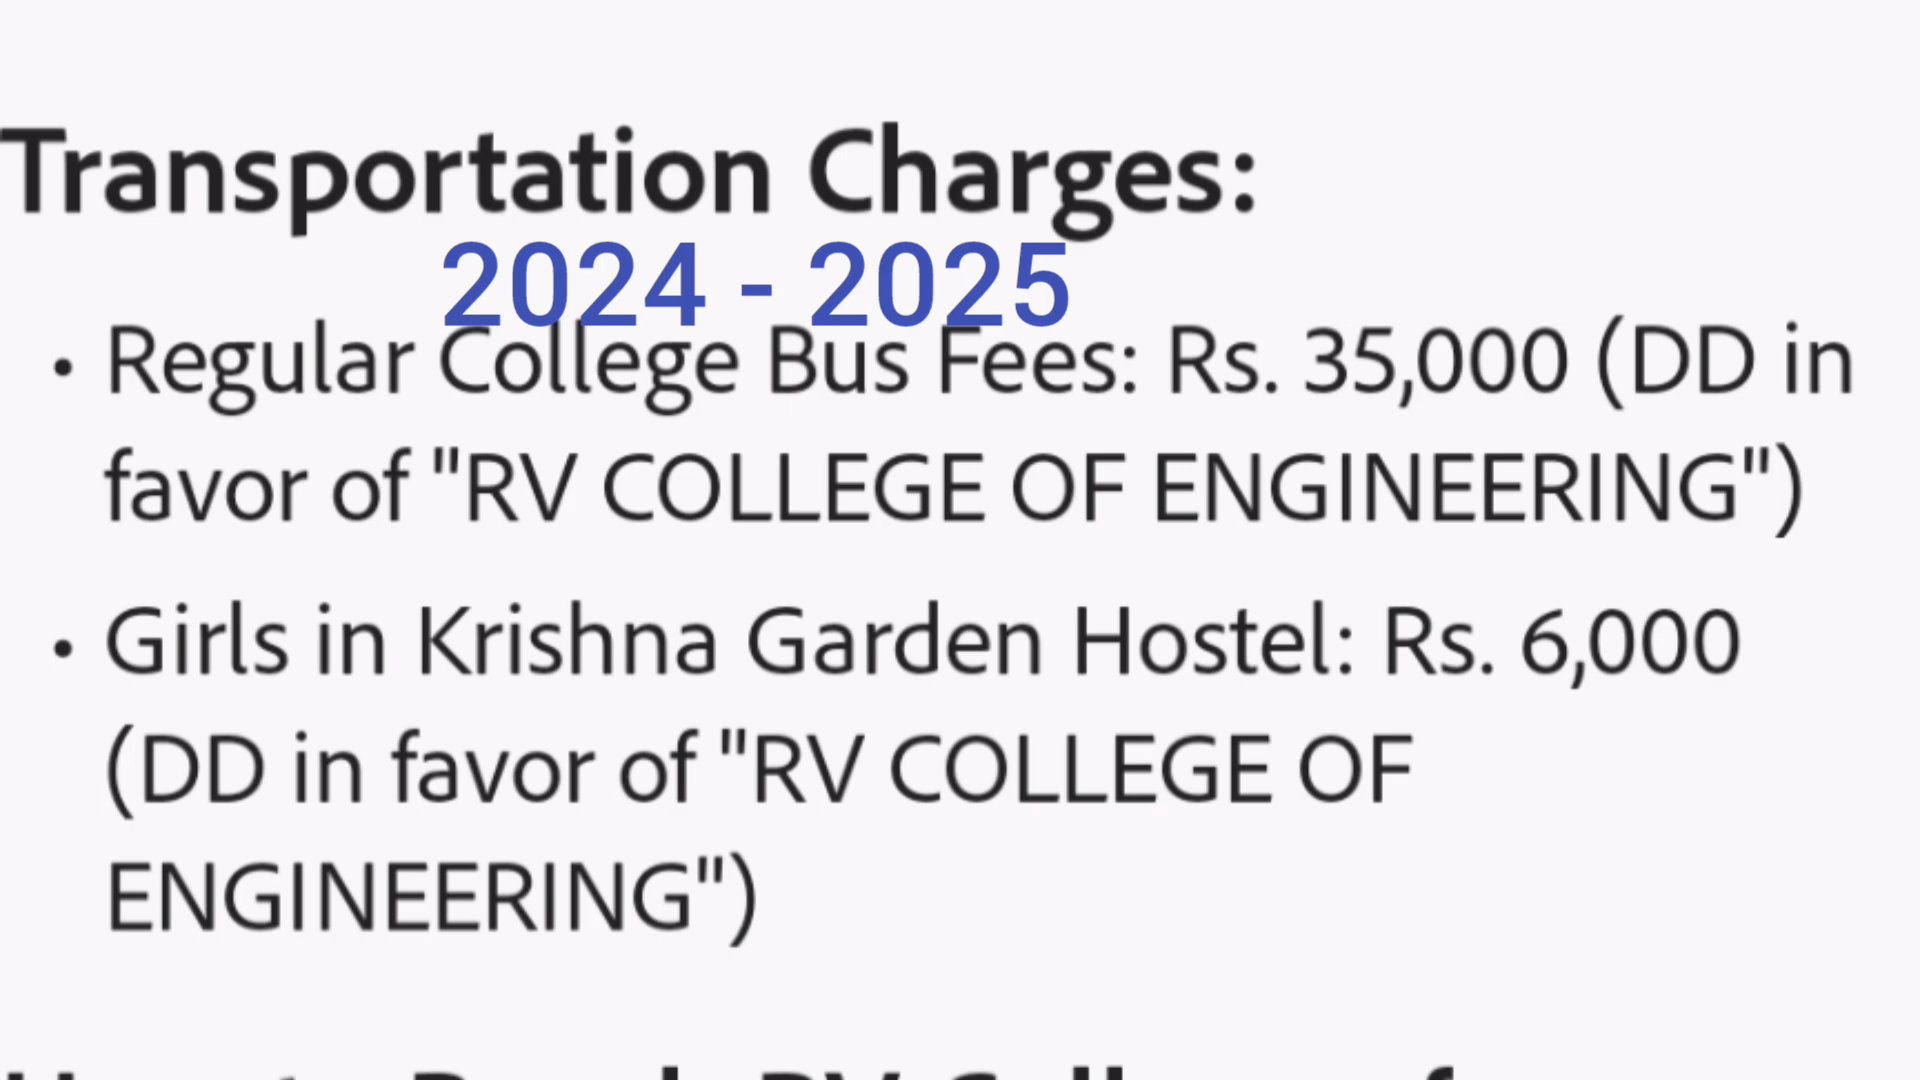 Transportation Charges:
2024 - 2025
• Regular College Bus Fees: Rs. 35,000 (DD in
favor of "RV COLLEGE OF ENGINEERING")
• Girls in Krishna Garden Hostel: Rs. 6,000
(DD in favor of "RV COLLEGE OF
ENGINEERING")